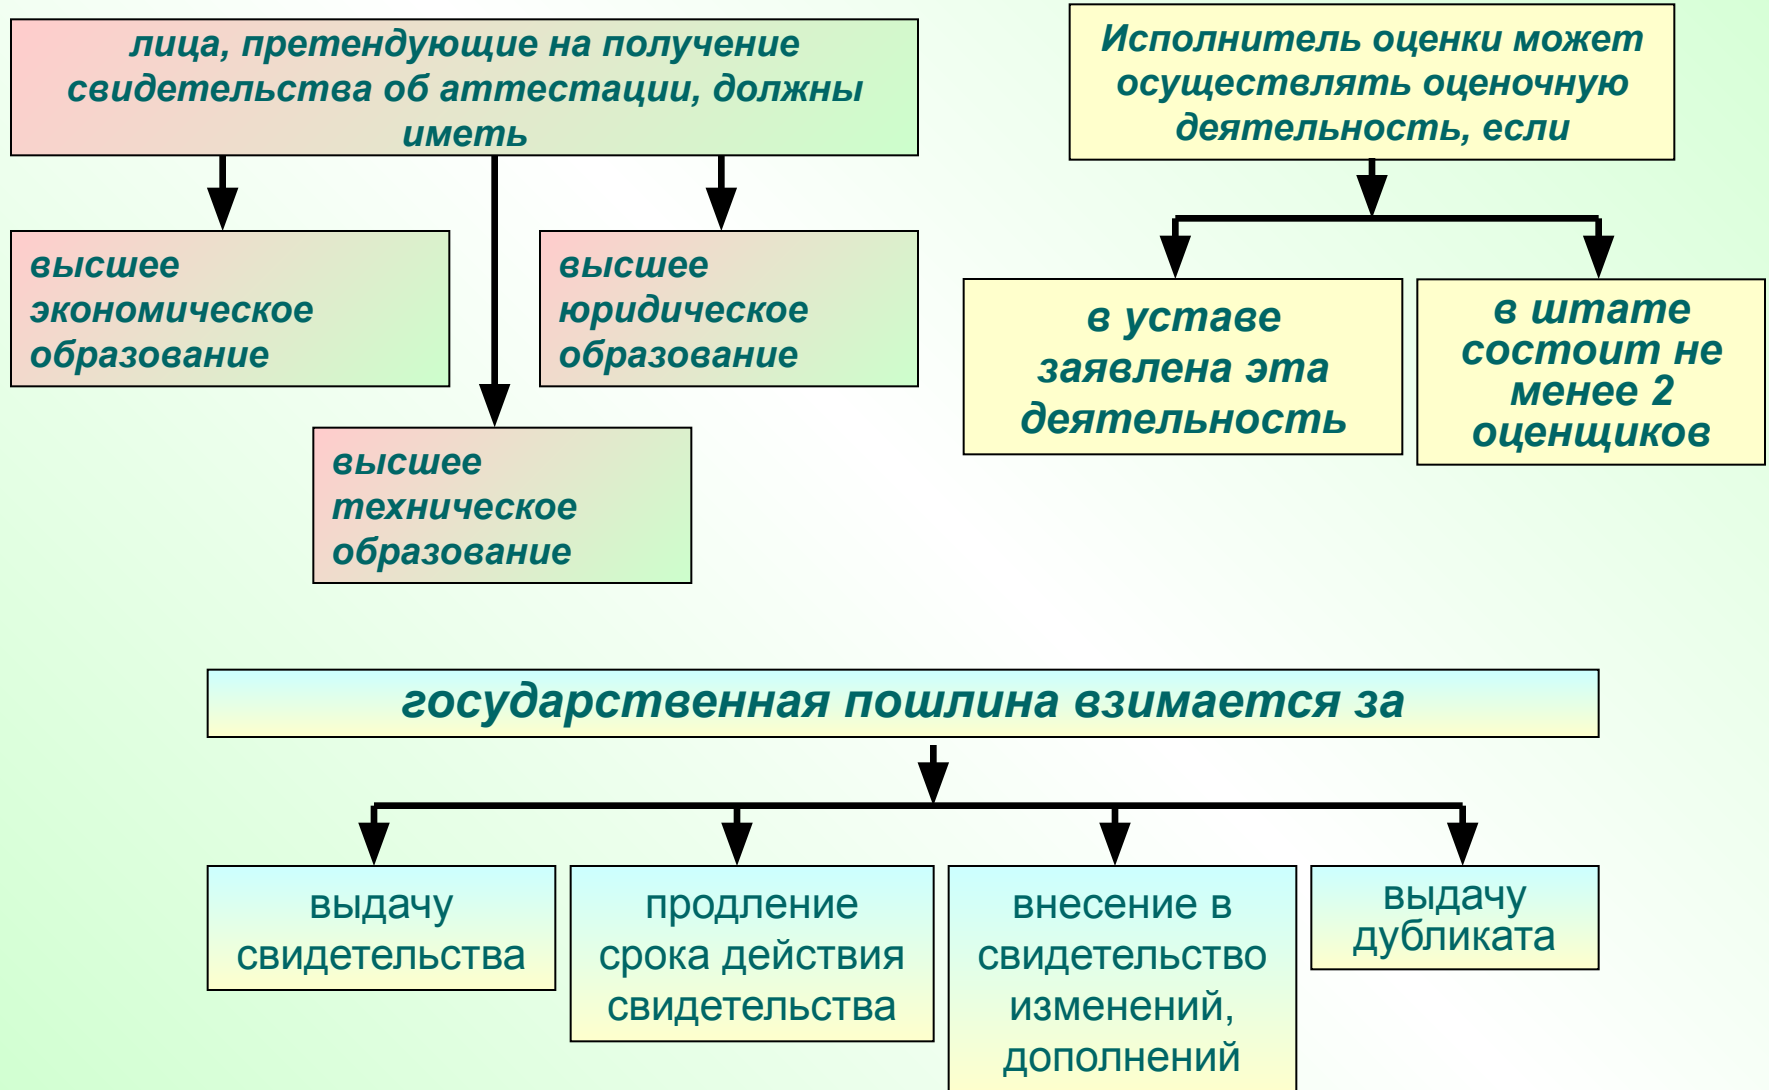 лица, претендующие на получение
свидетельства об аттестации, должны
иметь
высшее
экономическое
образование
высшее
юридическое
образование
высшее
техническое
образование
Исполнитель оценки может
осуществлять оценочную
деятельность, если
в уставе
заявлена эта
деятельность
в штате
состоит не
менее 2
оценщиков
государственная пошлина взимается за
выдачу
свидетельства
продление
срока действия
свидетельства
внесение в
свидетельство
изменений,
дополнений
выдачу
дубликата